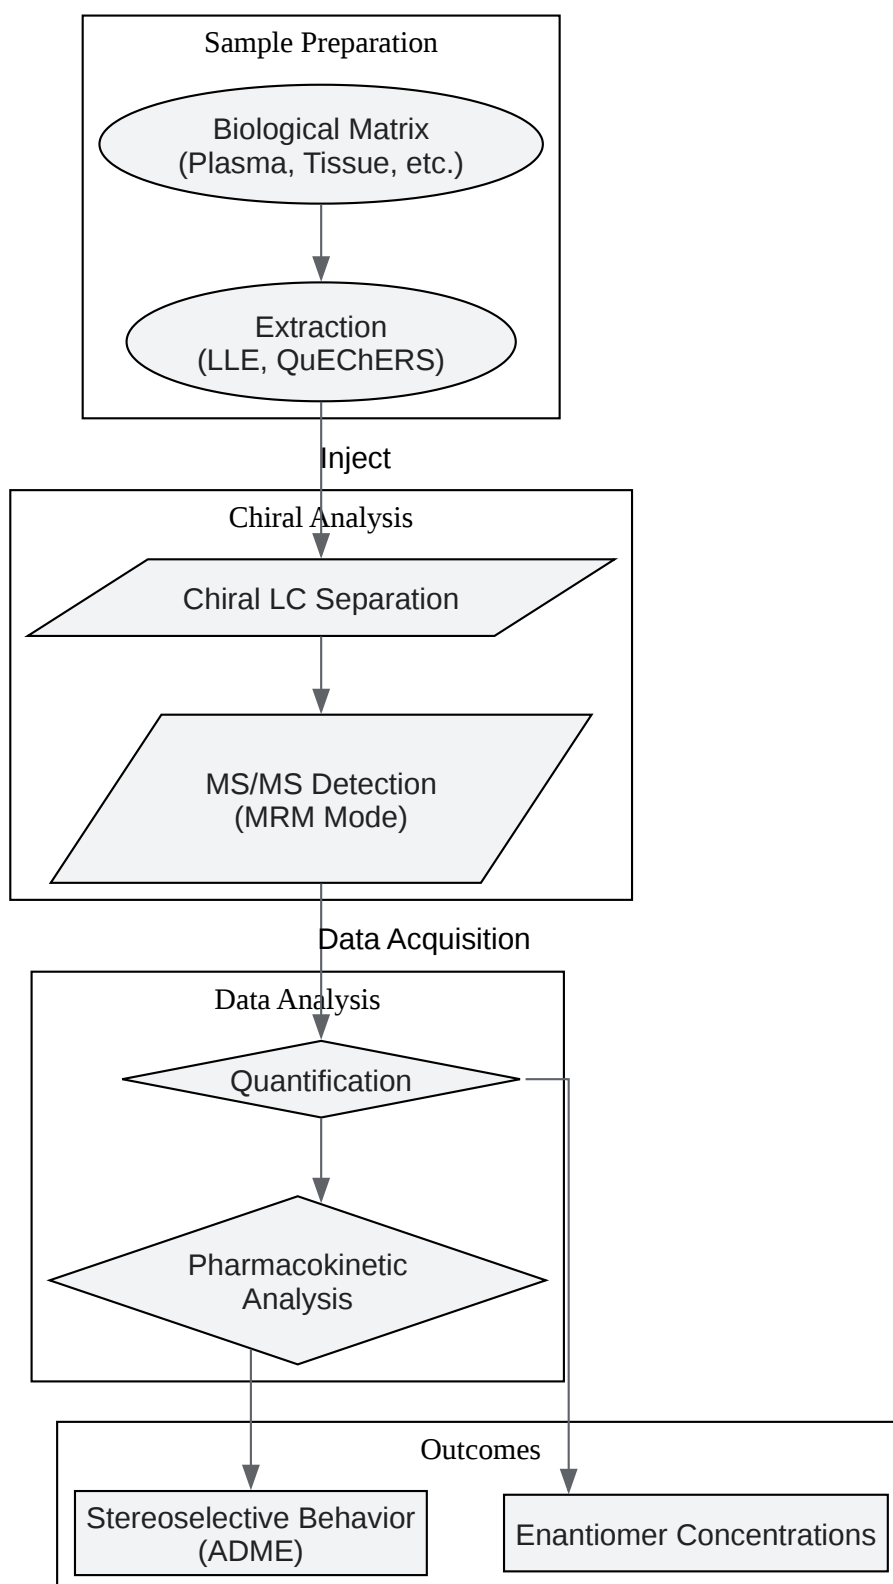 Sample Preparation
Biological Matrix
(Plasma, Tissue, etc.)
Extraction
(LLE, QuEChERS)
Inject
Chiral Analysis
Chiral LC Separation
MS/MS Detection
(MRM Mode)
Data Acquisition
Data Analysis
Quantification
Pharmacokinetic
Analysis
Outcomes
Stereoselective Behavior
(ADME)
Enantiomer Concentrations